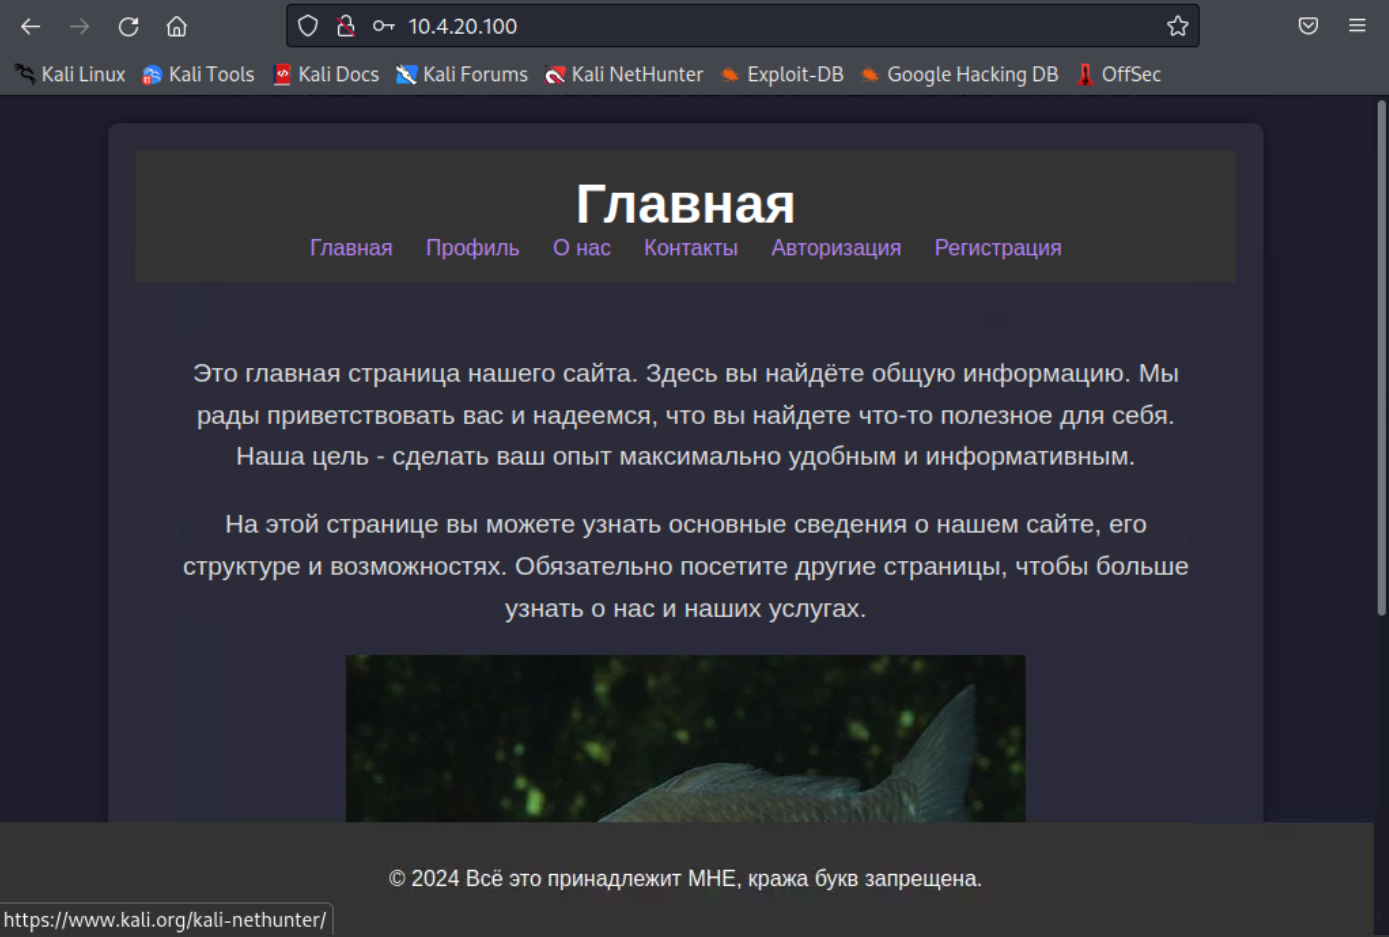 10.4.20.100
Kali Linux Kali Tools Kali Docs Kali Forums Kali NetHunter Exploit-DB Google Hacking DB OffSec
Главная
Главная Профиль О нас Контакты Авторизация Регистрация
Это главная страница нашего сайта. Здесь вы найдёте общую информацию. Мы
рады приветствовать вас и надеемся, что вы найдете что-то полезное для себя.
Наша цель - сделать ваш опыт максимально удобным и информативным.
На этой странице вы можете узнать основные сведения о нашем сайте, его
структуре и возможностях. Обязательно посетите другие страницы, чтобы больше
узнать о нас и наших услугах.
© 2024 Всё это принадлежит МНЕ, кража букв запрещена.
https://www.kali.org/kali-nethunter/